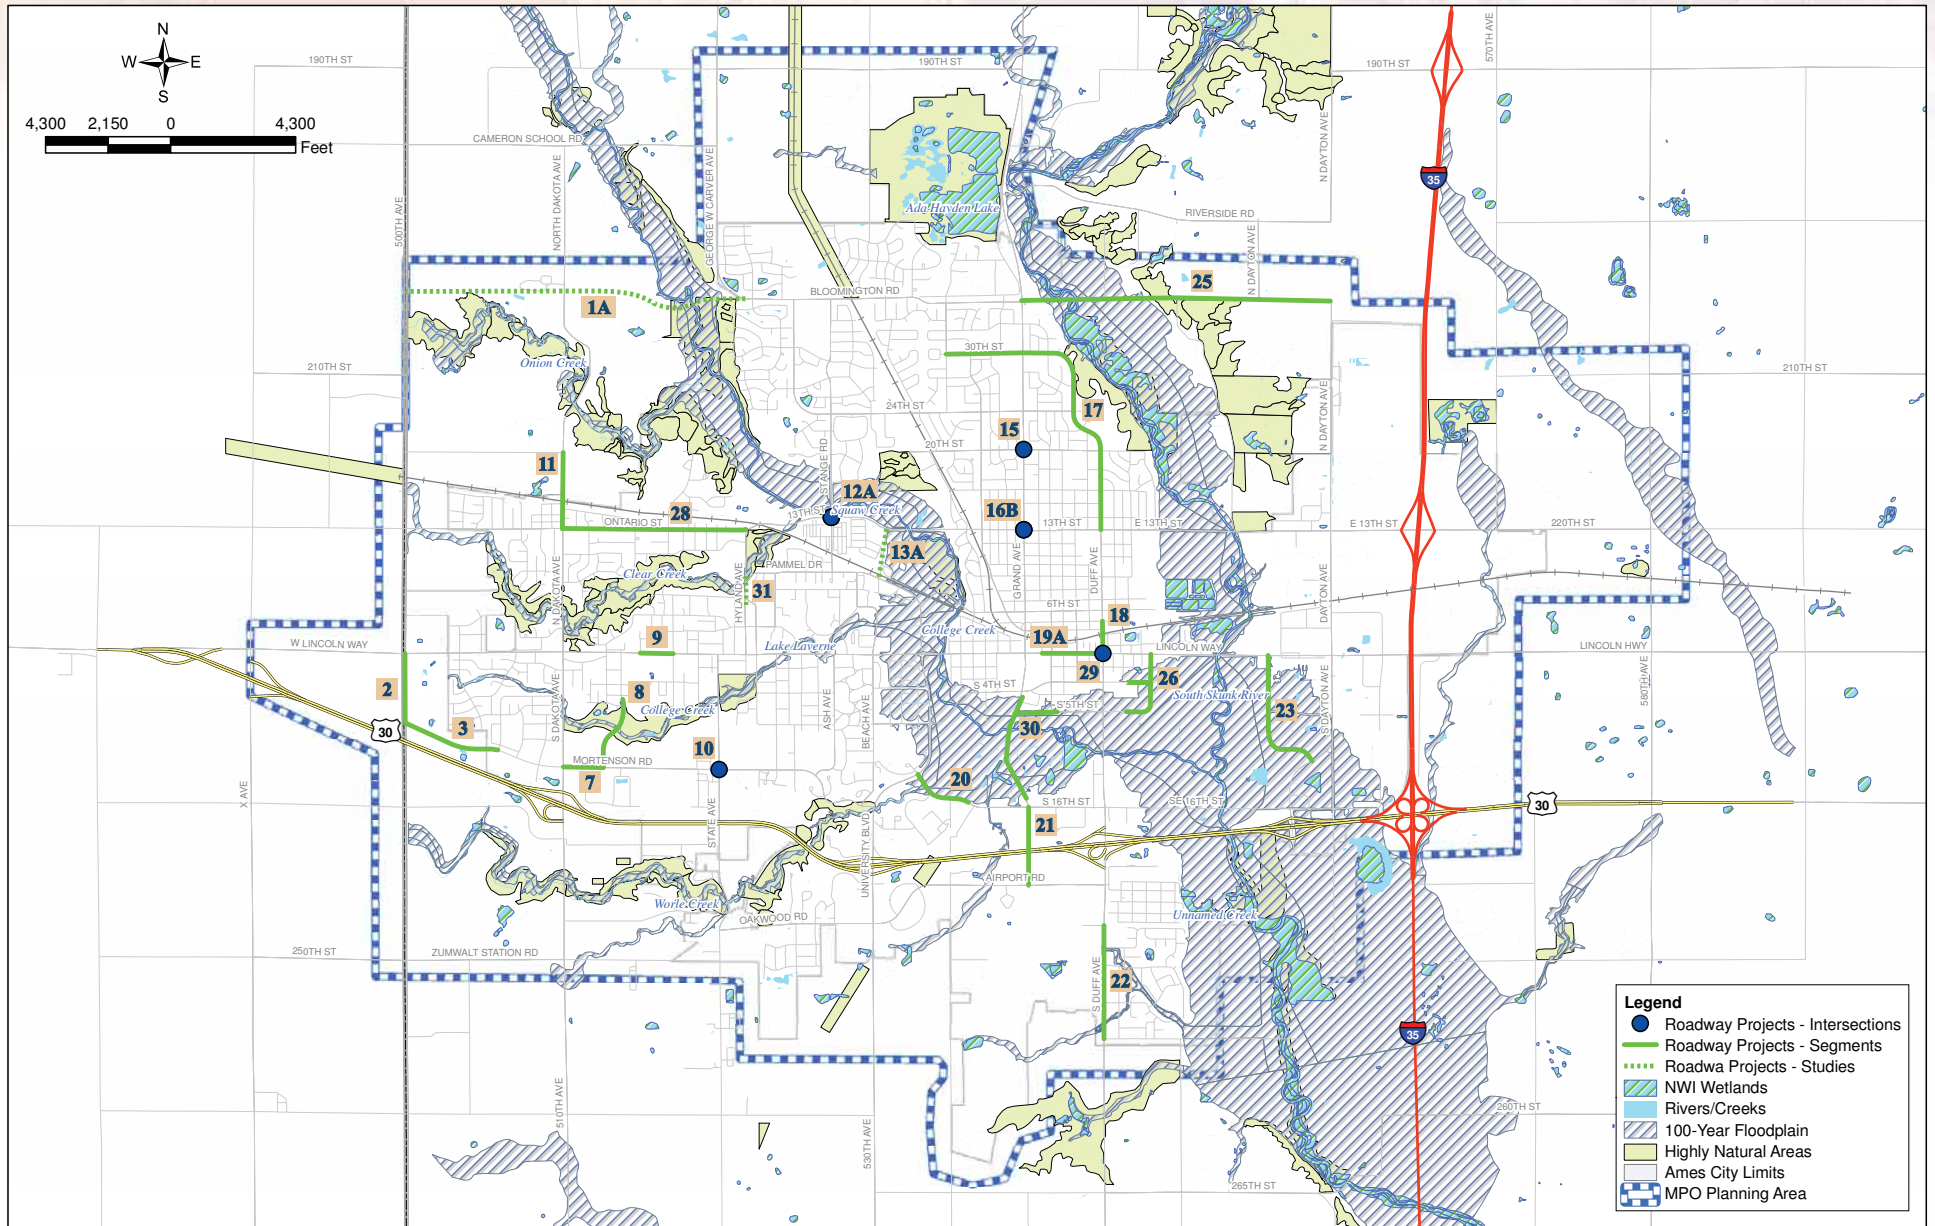 N
W E
S
4,300 2,150 0 4,300
Feet
190TH ST
190TH ST
190TH ST
570TH AVE
CAMERON SCHOOL RD
NORTH DAKOTA AVE
GEORGE W CARVER AVE
500TH AVE
N DAYTON AVE
35
Ada Hayden Lake
RIVERSIDE RD
N DAYTON AVE
BLOOMINGTON RD
25
1A
Onion Creek
30TH ST
210TH ST
210TH ST
24TH ST
17
N DAYTON AVE
15
20TH ST
STANGE RD
11
12A
13TH ST
Squaw Creek
28
ONTARIO ST
16B
13TH ST
E 13TH ST
E 13TH ST
220TH ST
13A
PAMMEL DR
Clear Creek
N DAKOTA AVE
HYLAND AVE
31
GRAND AVE
DUFF AVE
DAYTON AVE
6TH ST
18
College Creek
19A
W LINCOLN WAY
9
Lake Laverne
LINCOLN WAY
LINCOLN HWY
29
2
S 4TH ST
26
South Skunk River
8
College Creek
S DAKOTA AVE
ASH AVE
BEACH AVE
S 5TH ST
23
S DAYTON AVE
580TH AVE
30
3
30
10
MORTENSON RD
7
20
X AVE
STATE AVE
S 16TH ST
SE 16TH ST
30
21
UNIVERSITY BLVD
AIRPORT RD
Worle Creek
OAKWOOD RD
Unnamed Creek
250TH ST
ZUMWALT STATION RD
22
S DUFF AVE
35
510TH AVE
530TH AVE
260TH ST
265TH ST
Legend
Roadway Projects - Intersections
Roadway Projects - Segments
Roadwa Projects - Studies
NWI Wetlands
Rivers/Creeks
100-Year Floodplain
Highly Natural Areas
Ames City Limits
MPO Planning Area